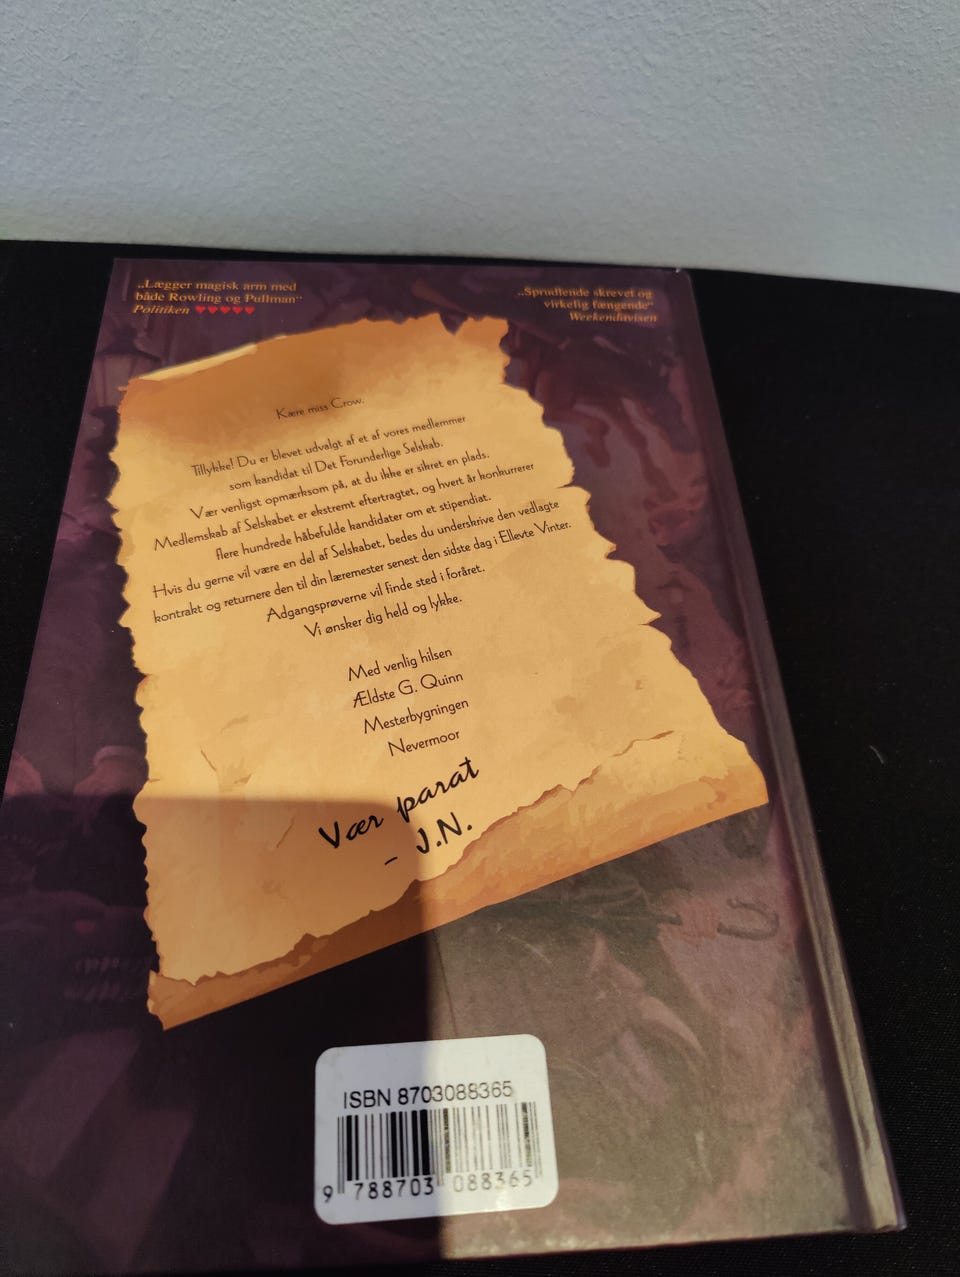 „Lægger magisk arm med
både Rowling og Pullman“
Politiken ♥♥♥♥♥
„Sprudlende skrevet og
virkelig fængende“
Weekendavisen
Kære miss Crow.
Tillykke! Du er blevet udvalgt af et af vores medlemmer
som kandidat til Det Forunderlige Selskab.
Vær venligst opmærksom på, at du ikke er sikret en plads.
Medlemskab af Selskabet er ekstremt eftertragtet, og hvert år konkurrerer
flere hundrede håbefulde kandidater om et stipendiat.
Hvis du gerne vil være en del af Selskabet, bedes du underskrive den vedlagte
kontrakt og returnere den til din læremester senest den sidste dag i Ellevte Vinter.
Adgangsprøverne vil finde sted i foråret.
Vi ønsker dig held og lykke.
Med venlig hilsen
Ældste G. Quinn
Mesterbygningen
Nevermoor
Vær parat
– J.N.
ISBN 8703088365
9 788703 088365